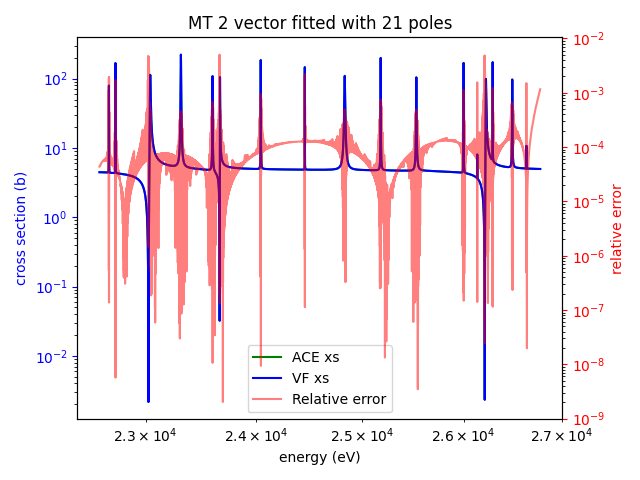 MT 2 vector fitted with 21 poles
10²
10¹
10⁰
10⁻¹
10⁻²
cross section (b)
10⁻²
10⁻³
10⁻⁴
10⁻⁵
10⁻⁶
10⁻⁷
10⁻⁸
10⁻⁹
relative error
ACE xs
VF xs
Relative error
2.3 × 10⁴ 2.4 × 10⁴ 2.5 × 10⁴ 2.6 × 10⁴ 2.7 × 10⁴
energy (eV)